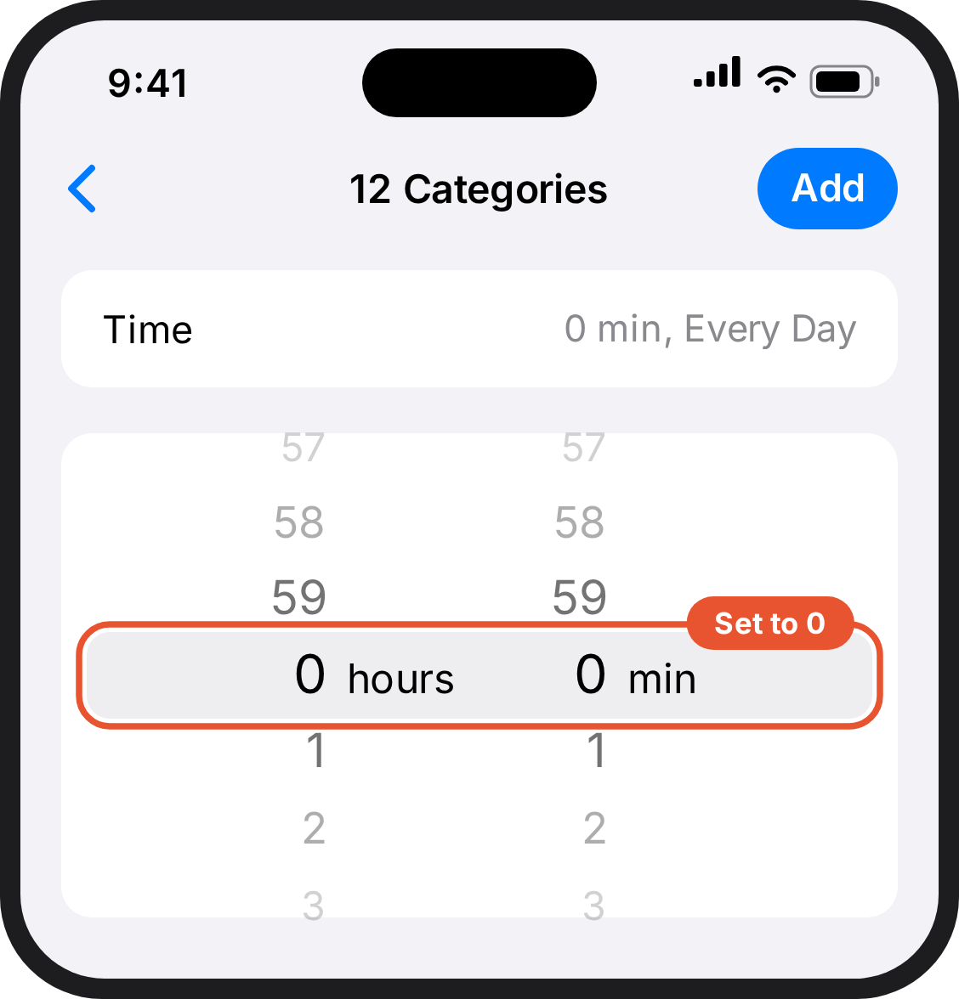 9:41
12 Categories
Add
Time
0 min, Every Day
57 57
58 58
59 59
Set to 0
0 hours 0 min
1 1
2 2
3 3